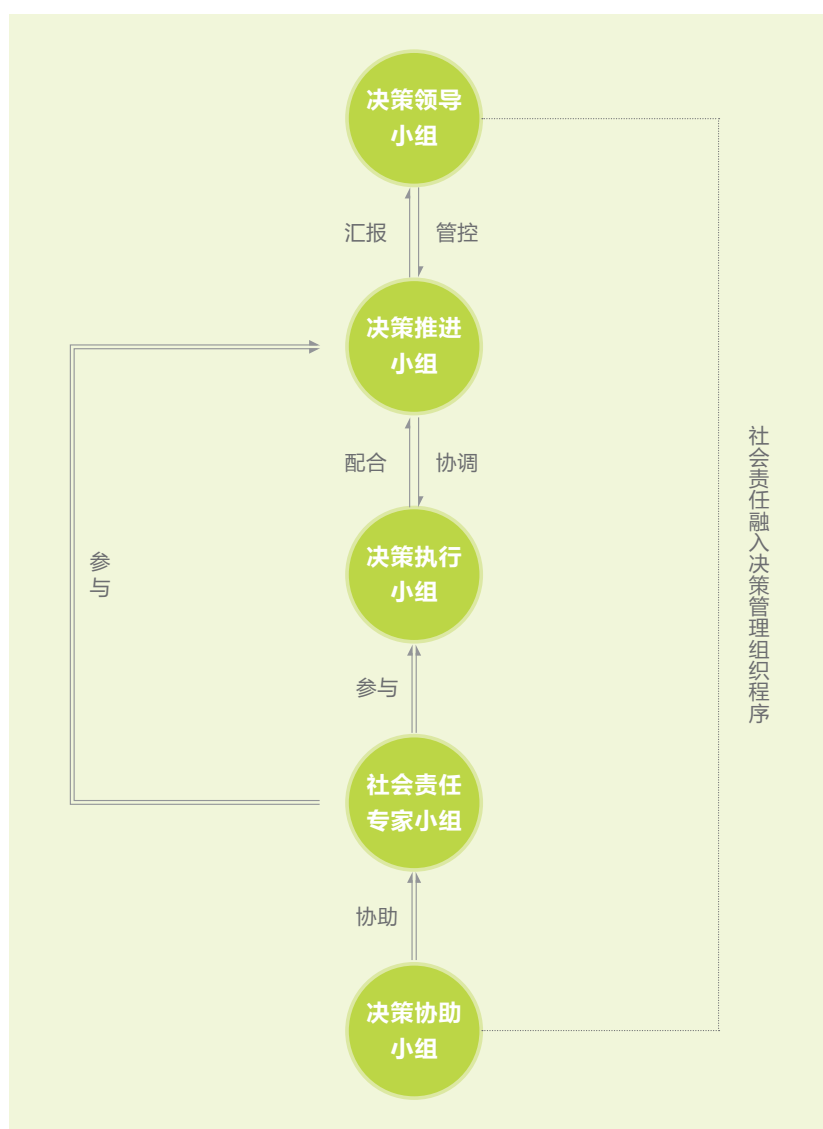 决策领导
小组
汇报
管控
决策推进
小组
配合
协调
决策执行
小组
参与
参与
社会责任
专家小组
协助
决策协助
小组
社会责任融入决策管理组织程序